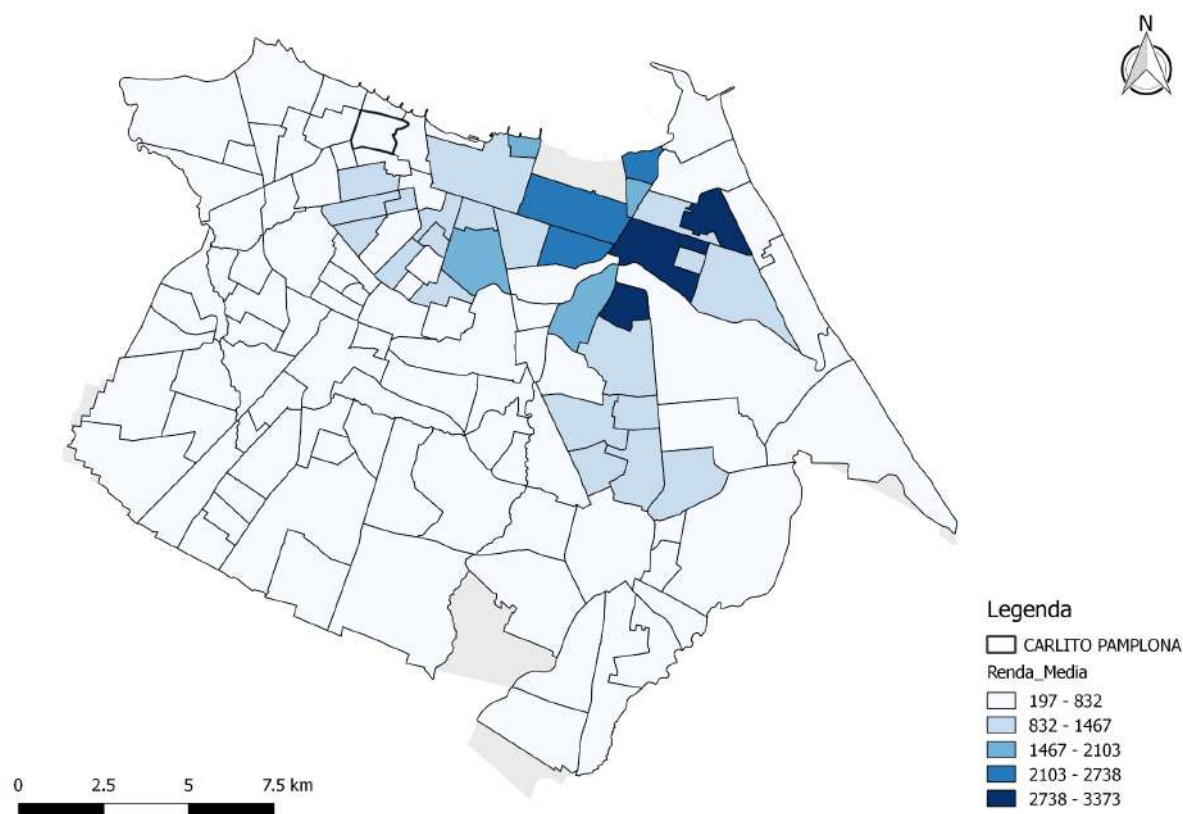 N
Legenda
CARLITO PAMPLONA
Renda_Media
197 - 832
832 - 1467
1467 - 2103
2103 - 2738
2738 - 3373
0 2.5 5 7.5 km